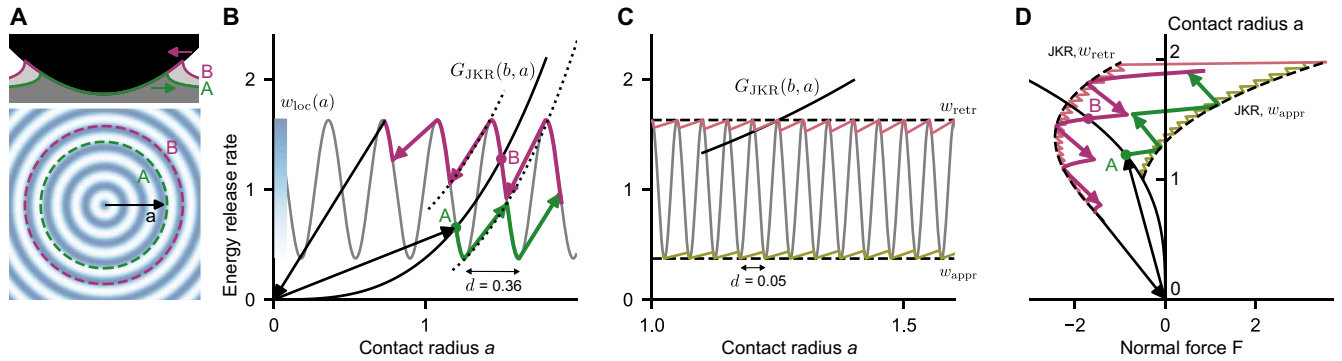 A
B
A
B
A
a
B
G_JKR(b, a)
w_loc(a)
B
A
d = 0.36
2
1
0
0
1
Energy release rate
Contact radius a
C
G_JKR(b, a)
w_retr
w_appr
d = 0.05
2
1
0
1.0
1.5
Contact radius a
D
Contact radius a
JKR, w_retr
2
B
JKR, w_appr
A
1
0
−2
0
2
Normal force F